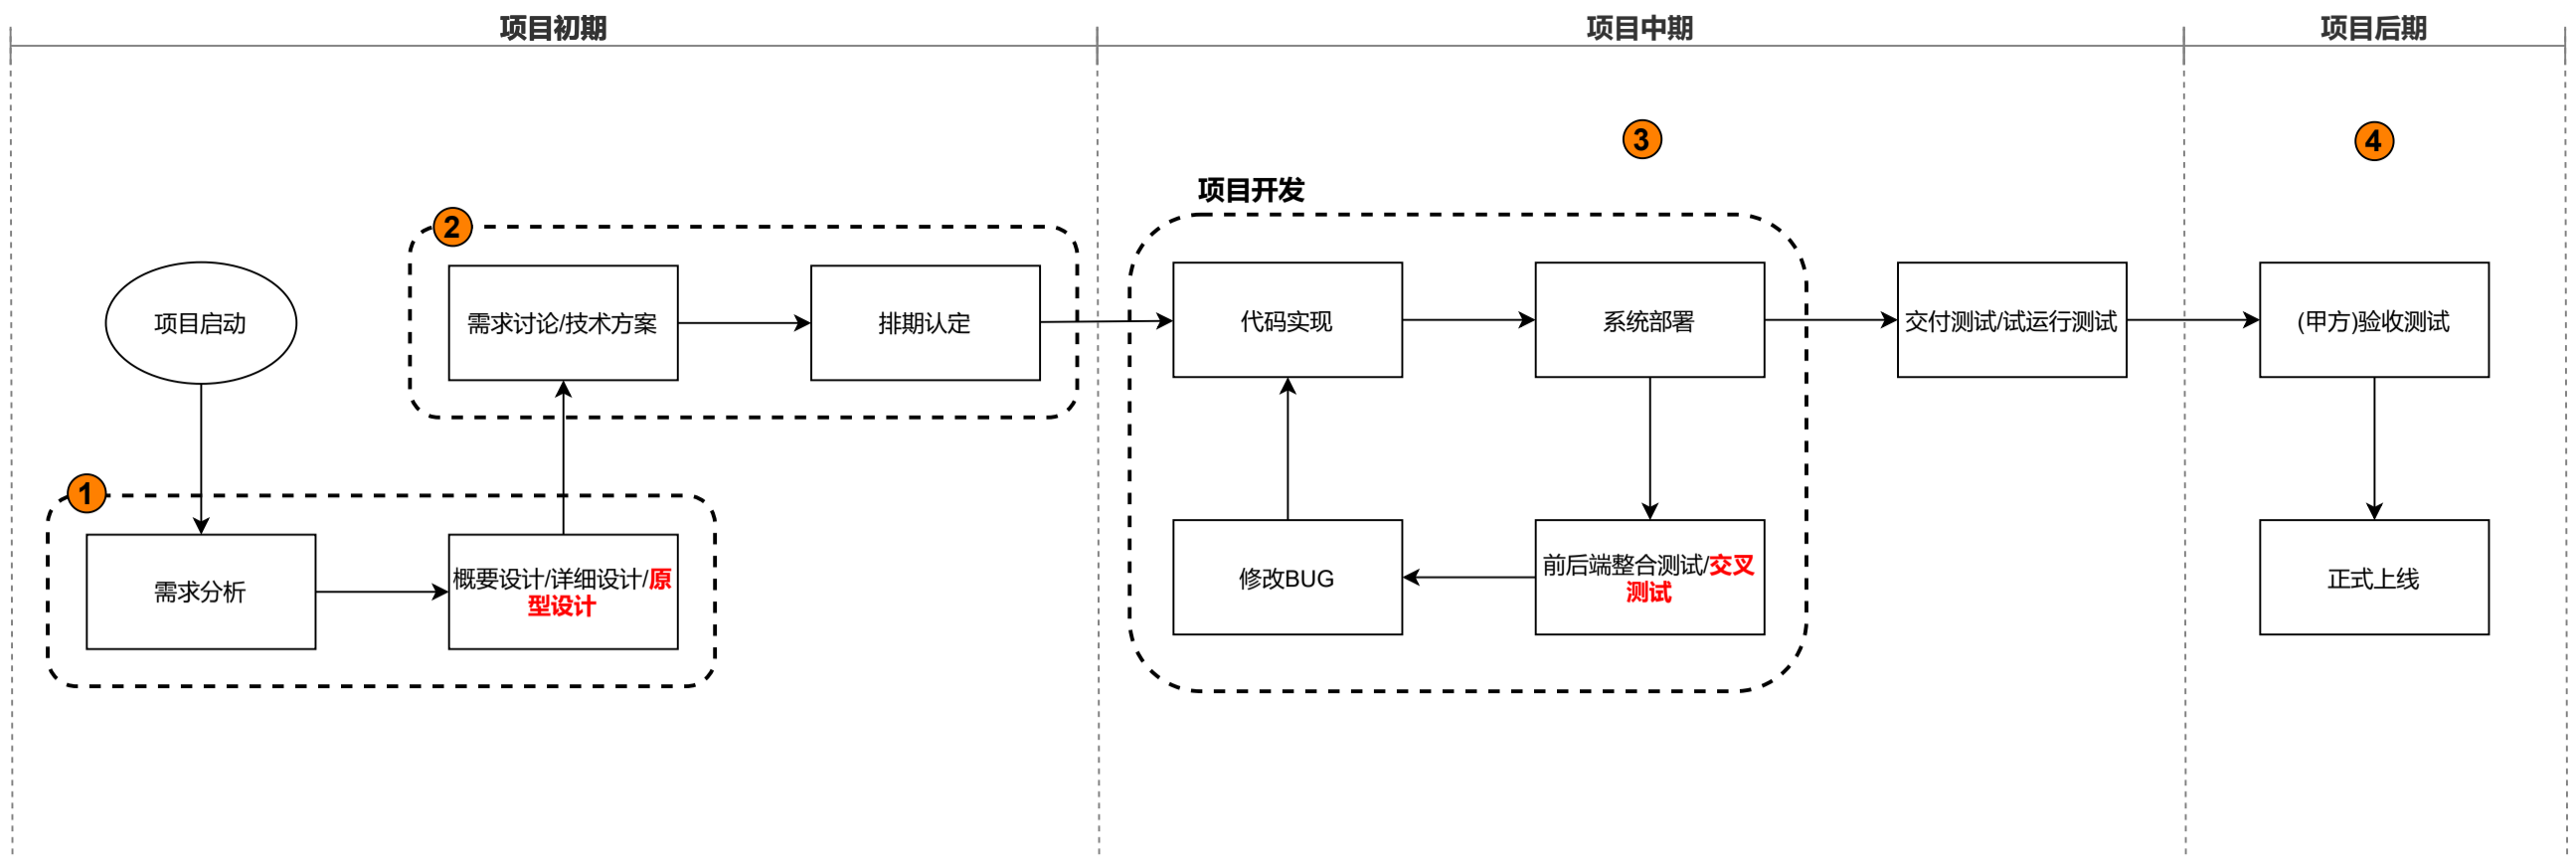 项目初期
项目中期
项目后期
3
4
项目开发
2
项目启动
需求讨论/技术方案
排期认定
代码实现
系统部署
交付测试/试运行测试
(甲方)验收测试
1
需求分析
概要设计/详细设计/原
型设计
修改BUG
前后端整合测试/交叉
测试
正式上线